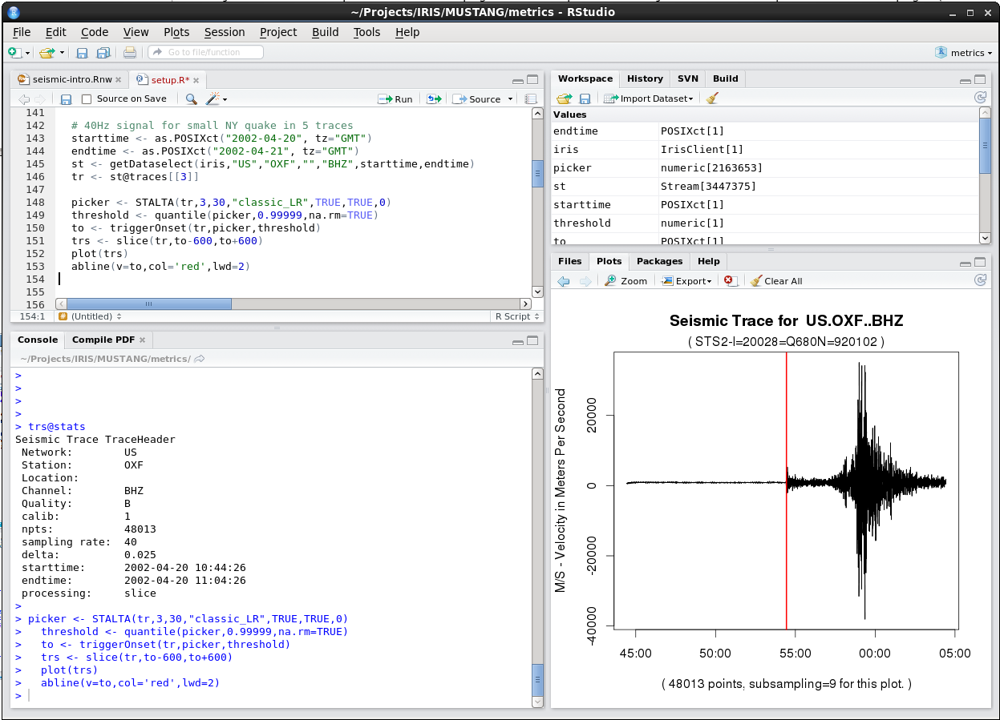 ~/Projects/IRIS/MUSTANG/metrics - RStudio
File Edit Code View Plots Session Project Build Tools Help
Go to file/function
metrics
seismic-intro.Rnw
setup.R*
Source on Save
Run
Source
141
142 # 40Hz signal for small NY quake in 5 traces
143 starttime <- as.POSIXct("2002-04-20", tz="GMT")
144 endtime <- as.POSIXct("2002-04-21", tz="GMT")
145 st <- getDataselect(iris,"US","OXF","","BHZ",starttime,endtime)
146 tr <- st@traces[[3]]
147
148 picker <- STALTA(tr,3,30,"classic_LR",TRUE,TRUE,0)
149 threshold <- quantile(picker,0.99999,na.rm=TRUE)
150 to <- triggerOnset(tr,picker,threshold)
151 trs <- slice(tr,to-600,to+600)
152 plot(trs)
153 abline(v=to,col='red',lwd=2)
154
155
156
154:1 (Untitled) R Script
Console Compile PDF
~/Projects/IRIS/MUSTANG/metrics/
>
>
>
>
> trs@stats
Seismic Trace TraceHeader
Network: US
Station: OXF
Location:
Channel: BHZ
Quality: B
calib: 1
npts: 48013
sampling rate: 40
delta: 0.025
starttime: 2002-04-20 10:44:26
endtime: 2002-04-20 11:04:26
processing: slice
>
> picker <- STALTA(tr,3,30,"classic_LR",TRUE,TRUE,0)
> threshold <- quantile(picker,0.99999,na.rm=TRUE)
> to <- triggerOnset(tr,picker,threshold)
> trs <- slice(tr,to-600,to+600)
> plot(trs)
> abline(v=to,col='red',lwd=2)
>
Workspace History SVN Build
Import Dataset
Values
endtime POSIXct[1]
iris IrisClient[1]
picker numeric[2163653]
st Stream[3447375]
starttime POSIXct[1]
threshold numeric[1]
to POSIXct[1]
Files Plots Packages Help
Zoom Export Clear All
Seismic Trace for US.OXF..BHZ
( STS2-I=20028=Q680N=920102 )
M/S - Velocity in Meters Per Second
20000
0
-20000
-40000
45:00 50:00 55:00 00:00 05:00
( 48013 points, subsampling=9 for this plot. )